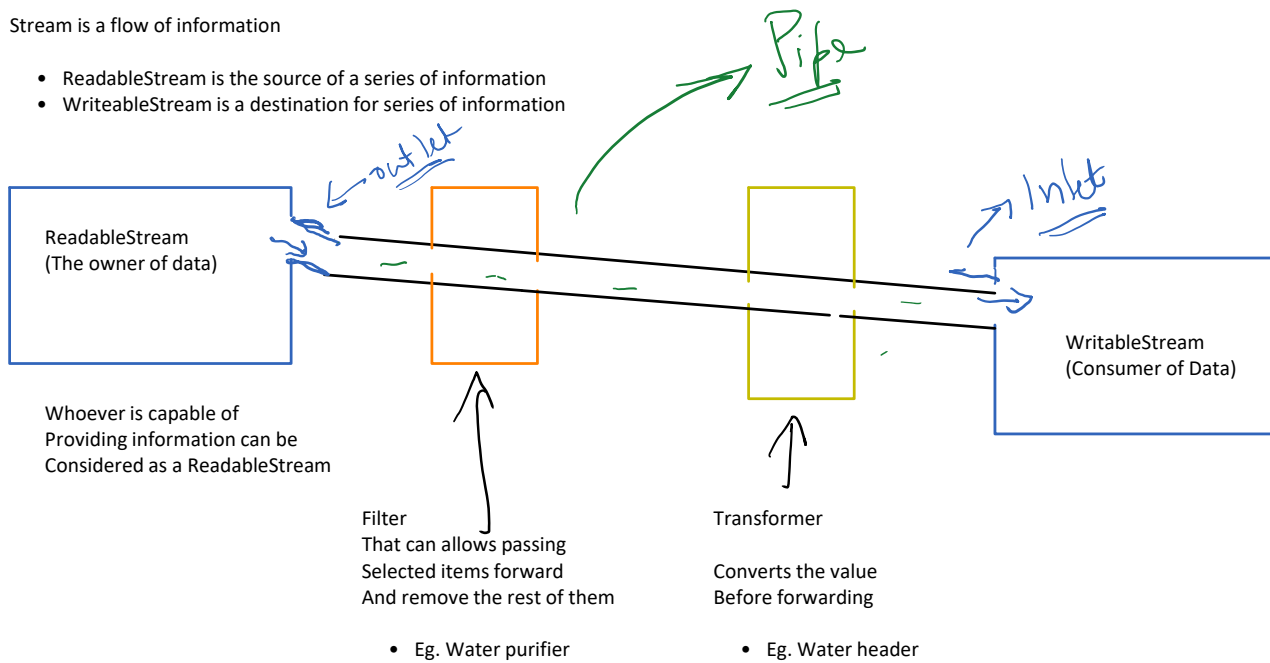 Stream is a flow of information
• ReadableStream is the source of a series of information
• WriteableStream is a destination for series of information
Pipe
outlet
Inlet
ReadableStream
(The owner of data)
WritableStream
(Consumer of Data)
Whoever is capable of
Providing information can be
Considered as a ReadableStream
Filter
That can allows passing
Selected items forward
And remove the rest of them
• Eg. Water purifier
Transformer
Converts the value
Before forwarding
• Eg. Water header